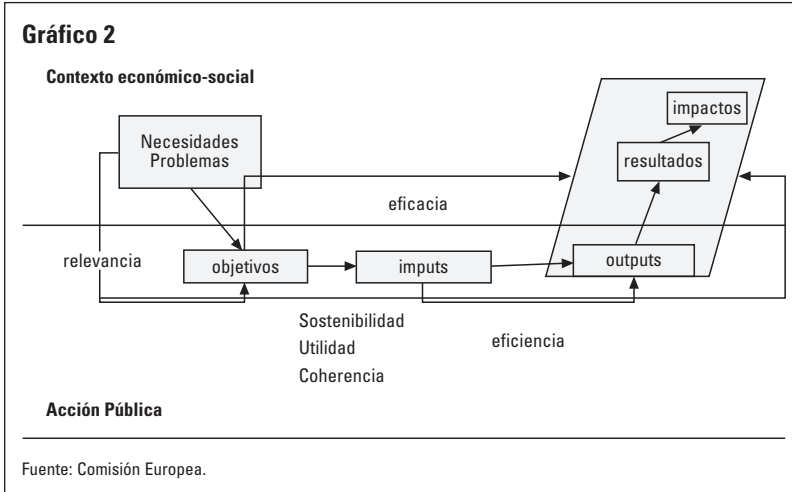 Gráfico 2
Contexto económico-social
impactos
Necesidades
Problemas
resultados
eficacia
relevancia
objetivos
imputs
outputs
Sostenibilidad
Utilidad
Coherencia
eficiencia
Acción Pública
Fuente: Comisión Europea.